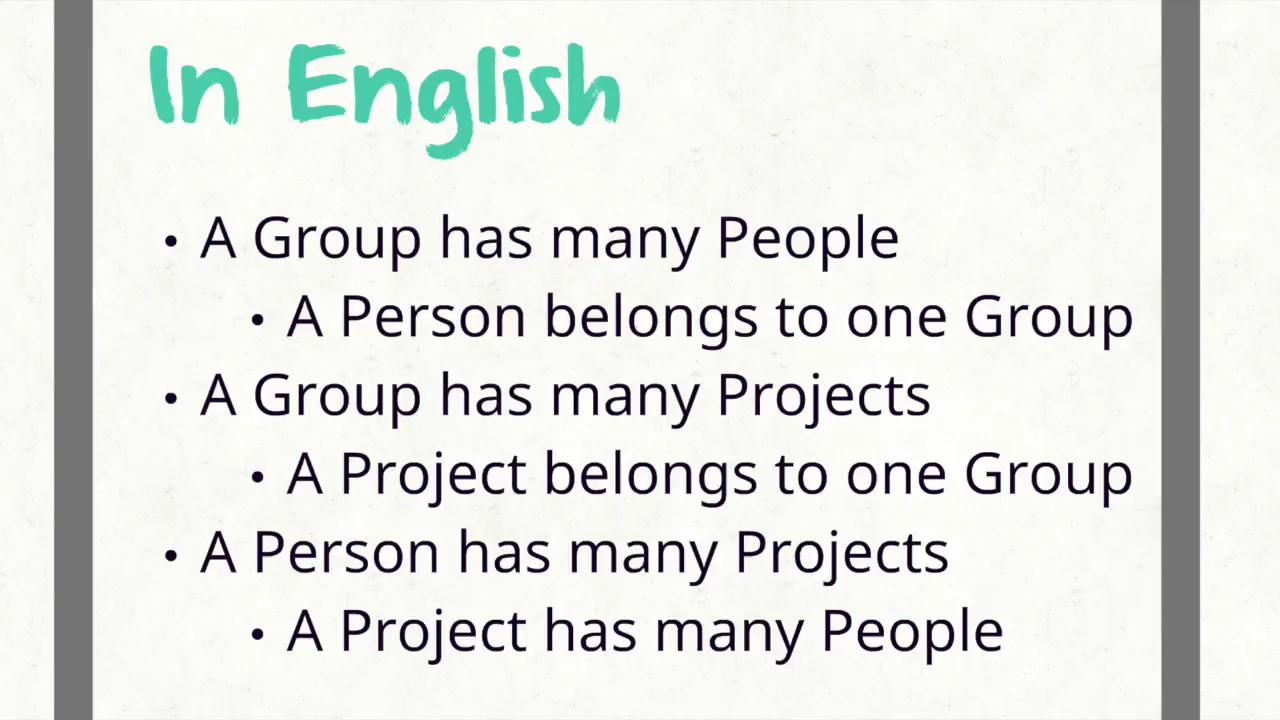 In English
• A Group has many People
• A Person belongs to one Group
• A Group has many Projects
• A Project belongs to one Group
• A Person has many Projects
• A Project has many People